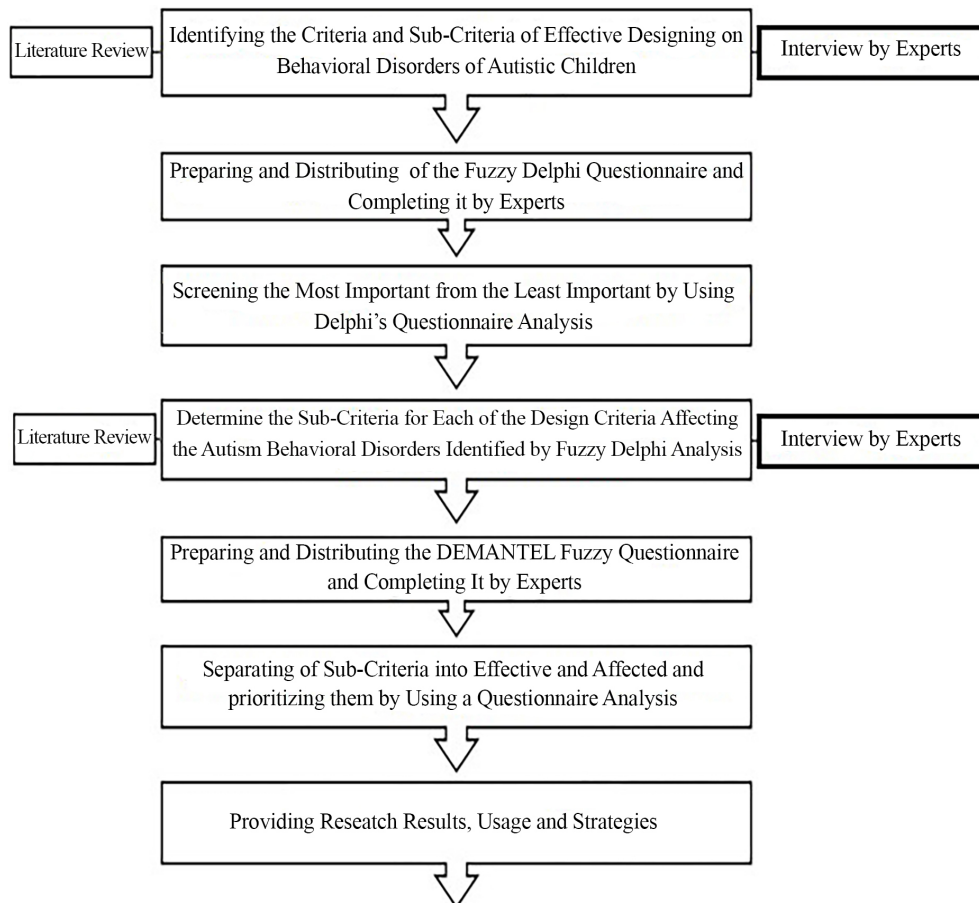 Literature Review
Identifying the Criteria and Sub-Criteria of Effective Designing on
Behavioral Disorders of Autistic Children
Interview by Experts
Preparing and Distributing of the Fuzzy Delphi Questionnaire and
Completing it by Experts
Screening the Most Important from the Least Important by Using
Delphi's Questionnaire Analysis
Literature Review
Determine the Sub-Criteria for Each of the Design Criteria Affecting
the Autism Behavioral Disorders Identified by Fuzzy Delphi Analysis
Interview by Experts
Preparing and Distributing the DEMANTEL Fuzzy Questionnaire
and Completing It by Experts
Separating of Sub-Criteria into Effective and Affected and
prioritizing them by Using a Questionnaire Analysis
Providing Research Results, Usage and Strategies